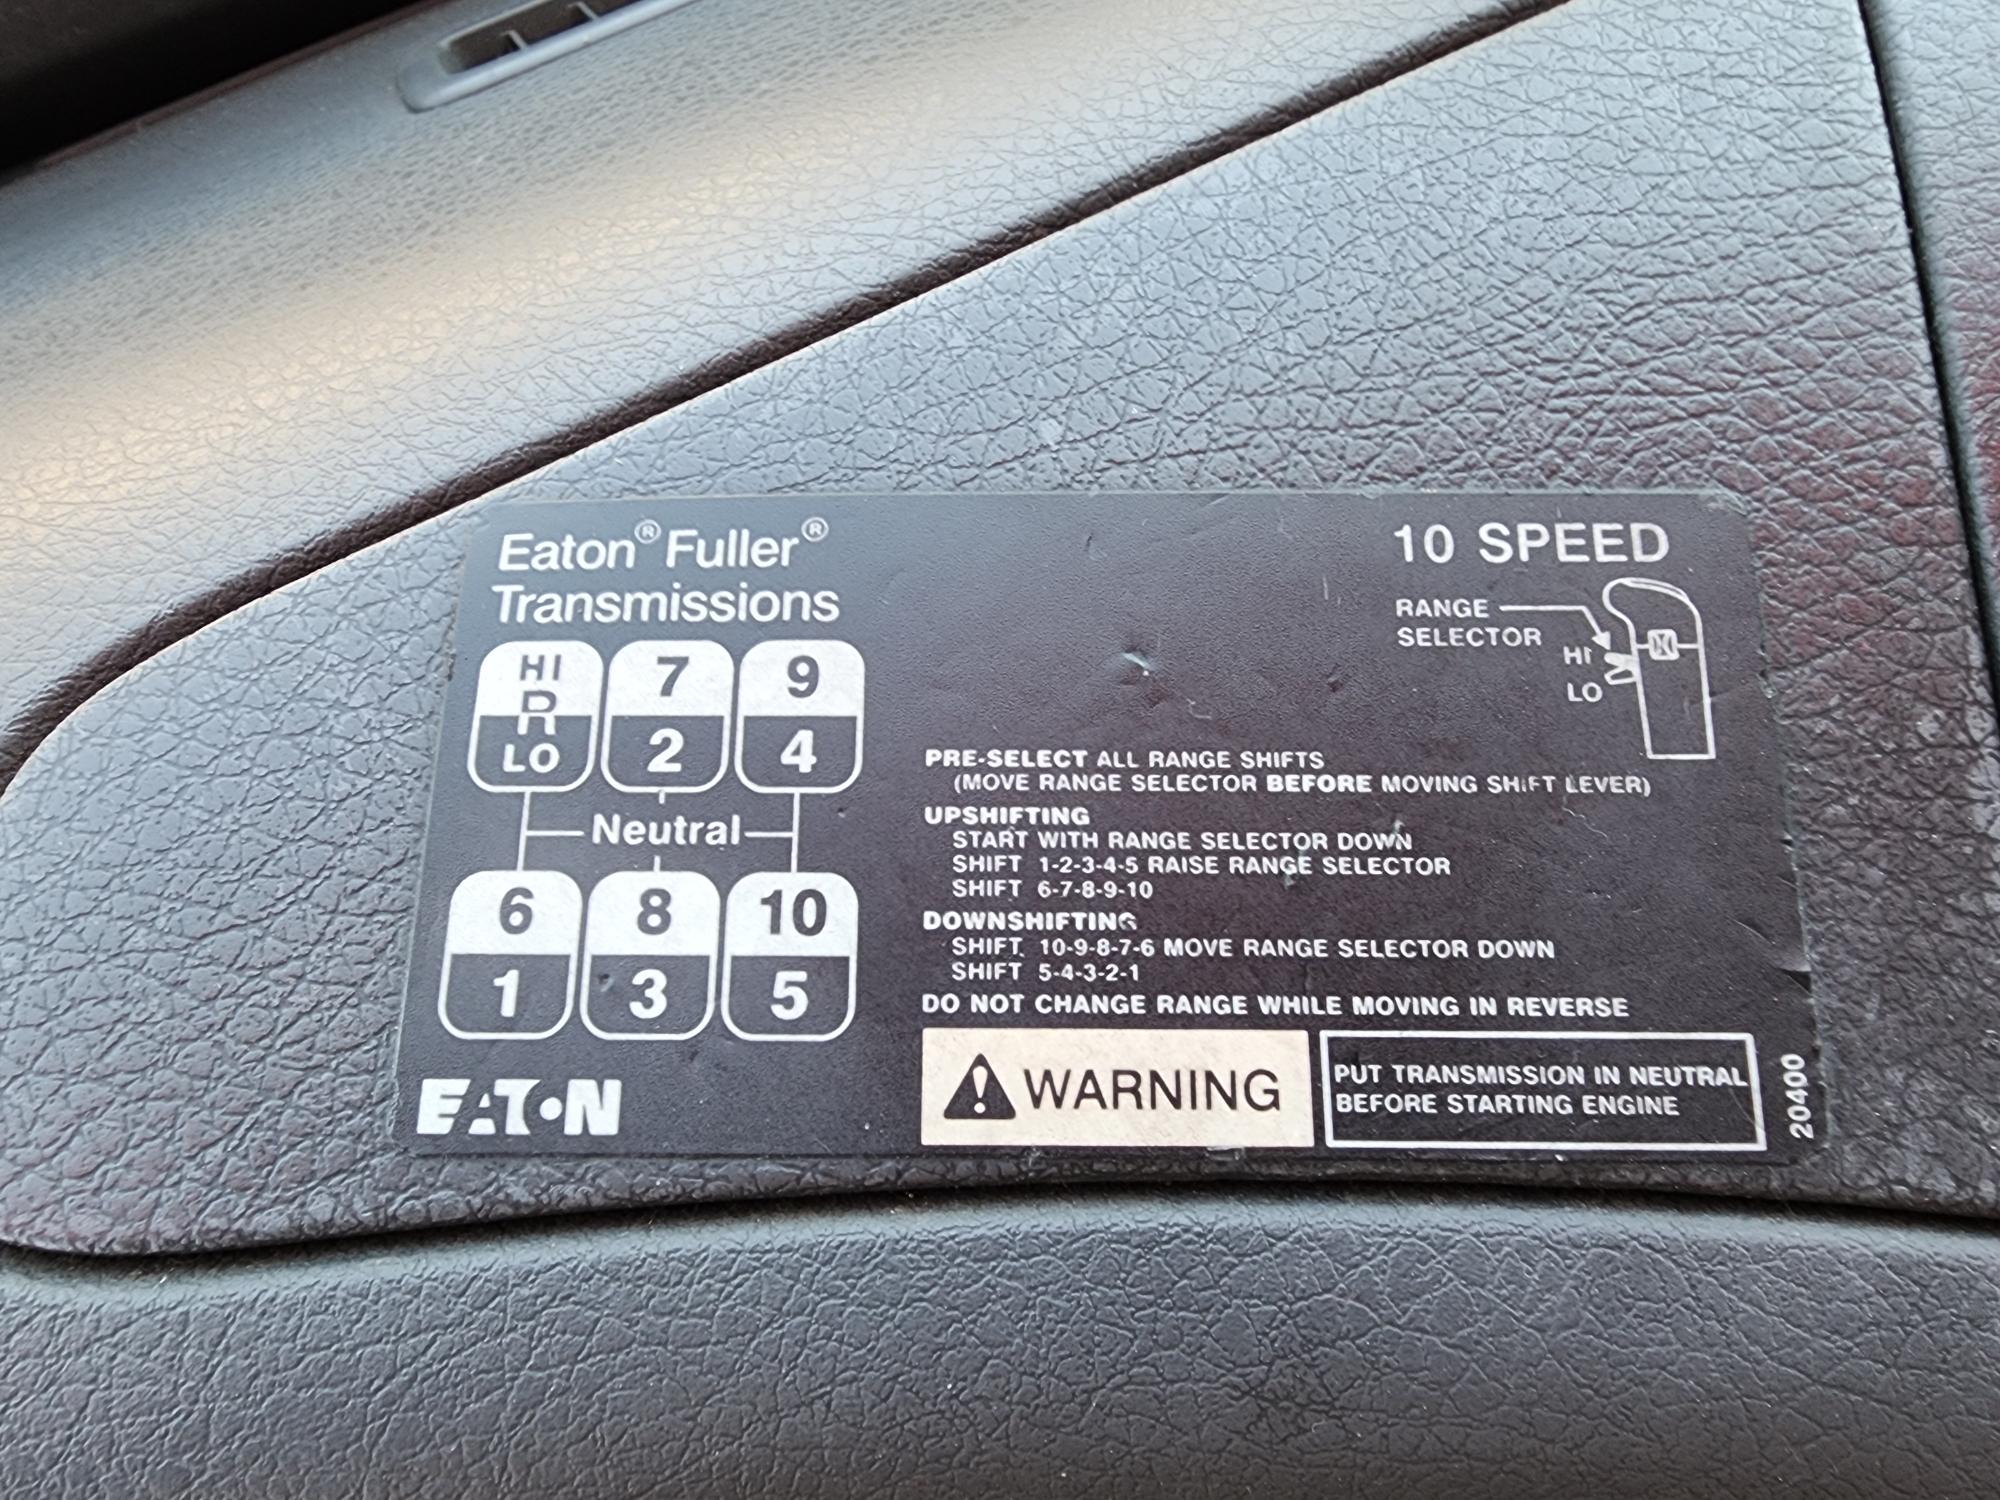 Eaton® Fuller®
Transmissions
HI
R
LO
7
2
9
4
Neutral
6
1
8
3
10
5
EATON
10 SPEED
RANGE
SELECTOR
HI
LO
PRE-SELECT ALL RANGE SHIFTS
(MOVE RANGE SELECTOR BEFORE MOVING SHIFT LEVER)
UPSHIFTING
START WITH RANGE SELECTOR DOWN
SHIFT 1-2-3-4-5 RAISE RANGE SELECTOR
SHIFT 6-7-8-9-10
DOWNSHIFTING
SHIFT 10-9-8-7-6 MOVE RANGE SELECTOR DOWN
SHIFT 5-4-3-2-1
DO NOT CHANGE RANGE WHILE MOVING IN REVERSE
WARNING
PUT TRANSMISSION IN NEUTRAL
BEFORE STARTING ENGINE
20400